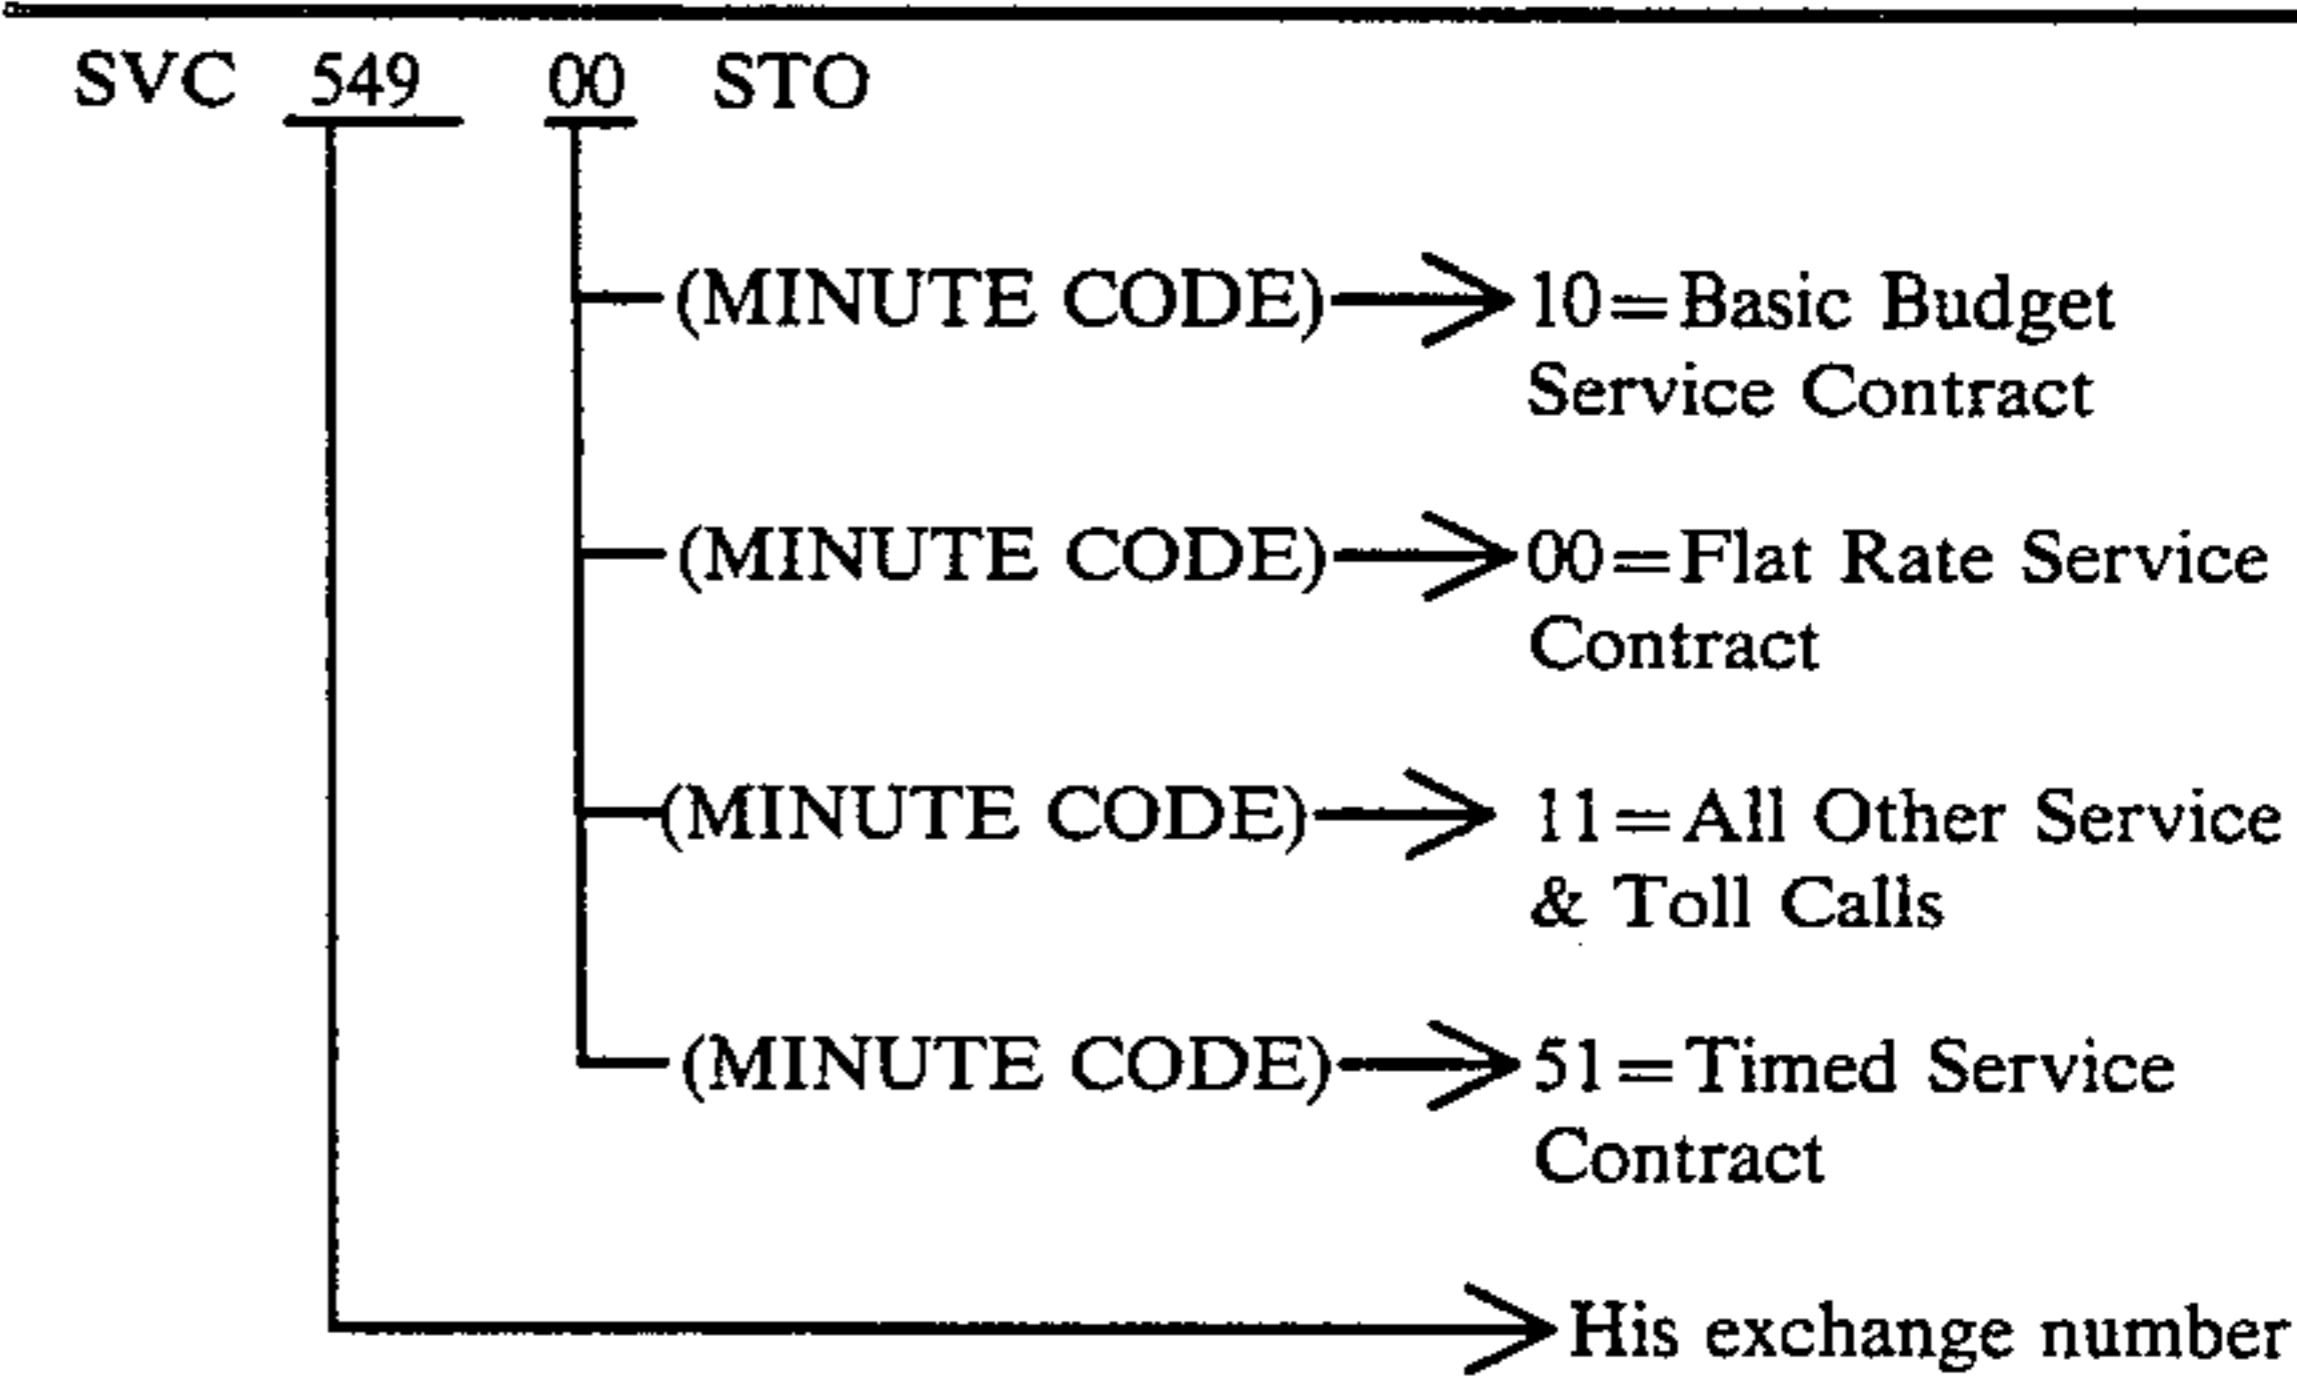 SVC 549 00 STO
(MINUTE CODE) 10=Basic Budget
Service Contract
(MINUTE CODE) 00=Flat Rate Service
Contract
(MINUTE CODE) 11=All Other Service
& Toll Calls
(MINUTE CODE) 51=Timed Service
Contract
His exchange number